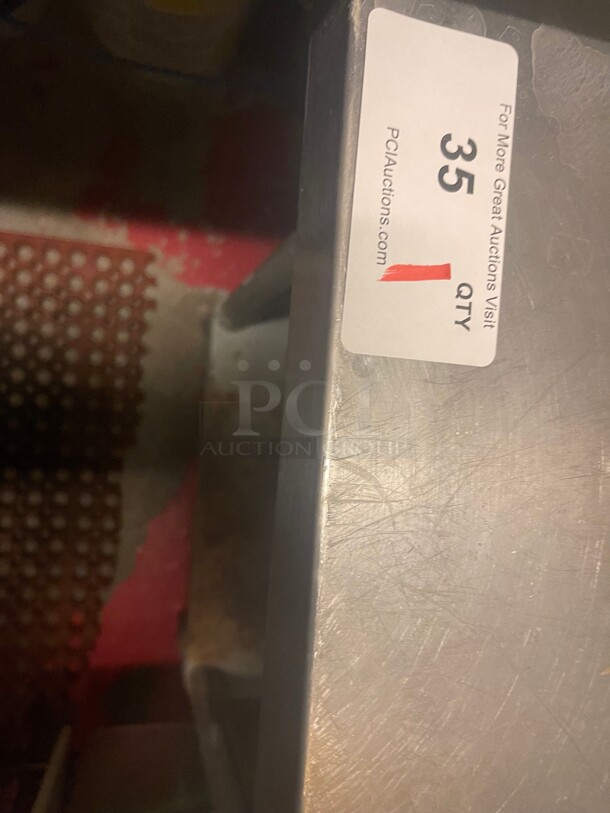 For More Great Auctions Visit
35
QTY
1
PCIAuctions.com
PCI
AUCTION GROUP